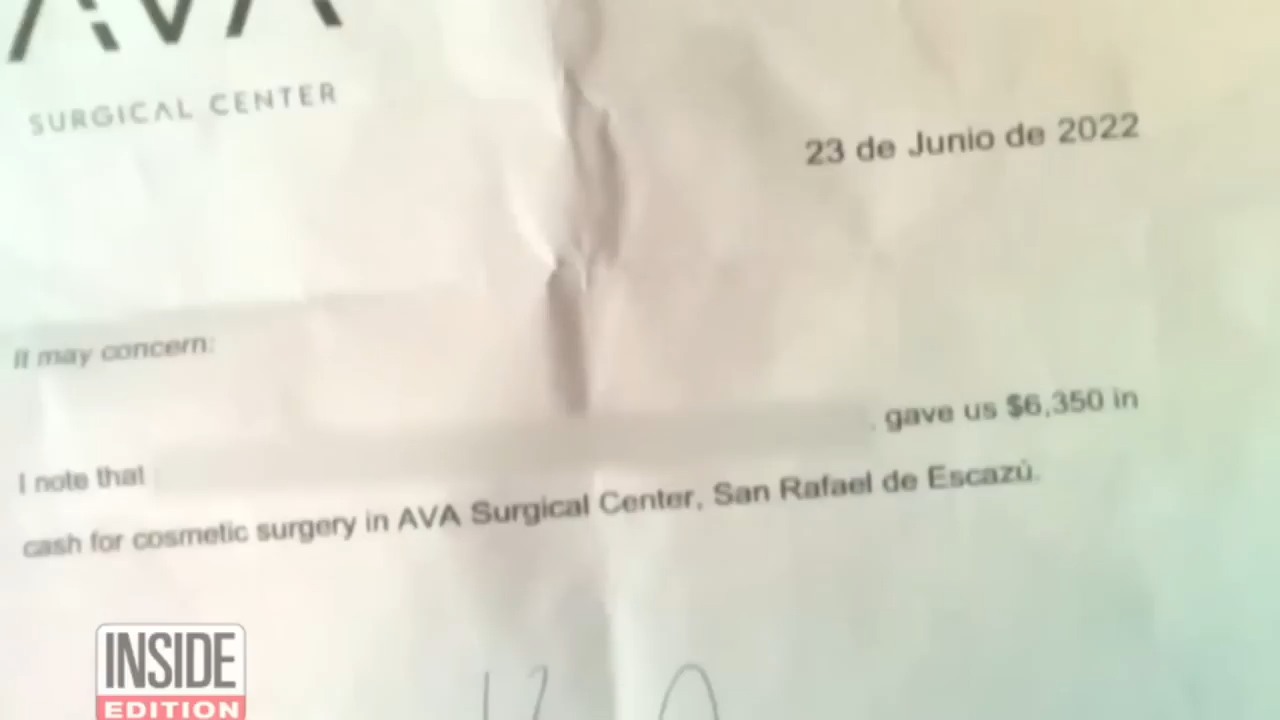 AVA
SURGICAL CENTER
23 de Junio de 2022
It may concern:
I note that , gave us $6,350 in
cash for cosmetic surgery in AVA Surgical Center, San Rafael de Escazú.
INSIDE
EDITION